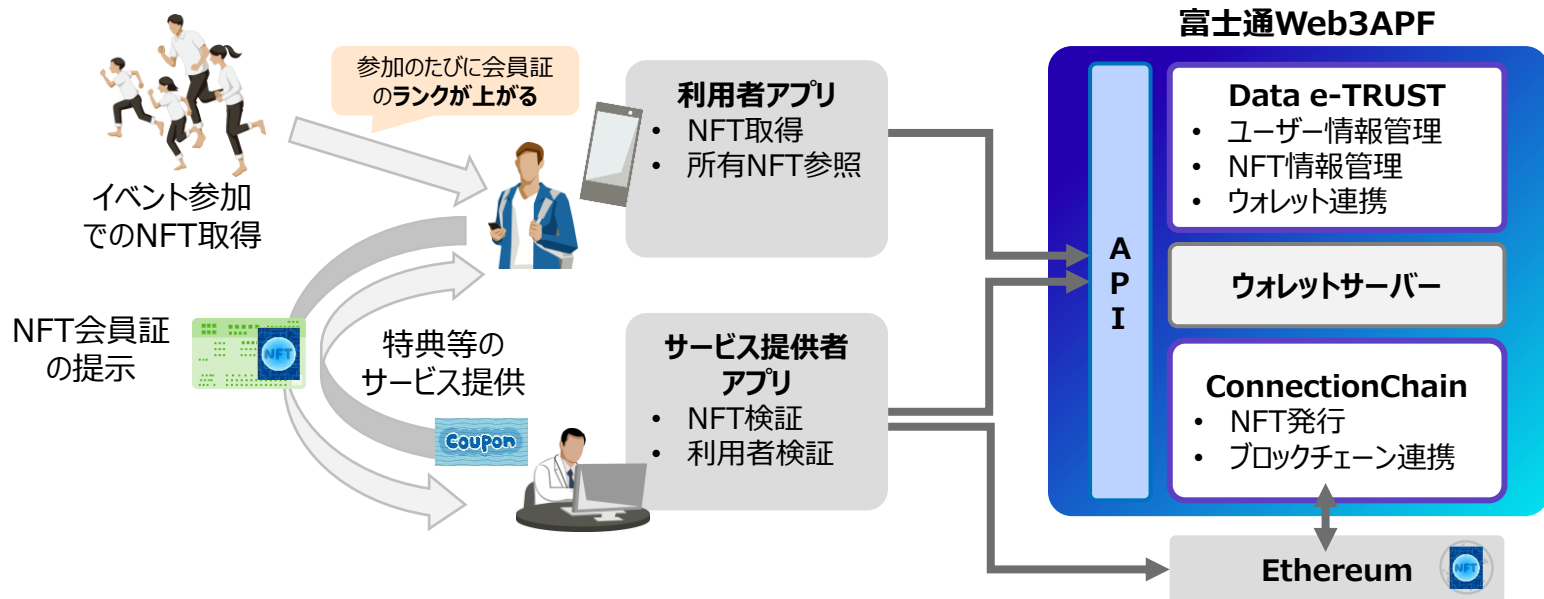 富士通Web3APF
参加のたびに会員証
のランクが上がる
イベント参加
でのNFT取得
利用者アプリ
• NFT取得
• 所有NFT参照
NFT会員証
の提示
NFT
特典等の
サービス提供
Coupon
サービス提供者
アプリ
• NFT検証
• 利用者検証
A
P
I
Data e-TRUST
• ユーザー情報管理
• NFT情報管理
• ウォレット連携
ウォレットサーバー
ConnectionChain
• NFT発行
• ブロックチェーン連携
Ethereum
NFT